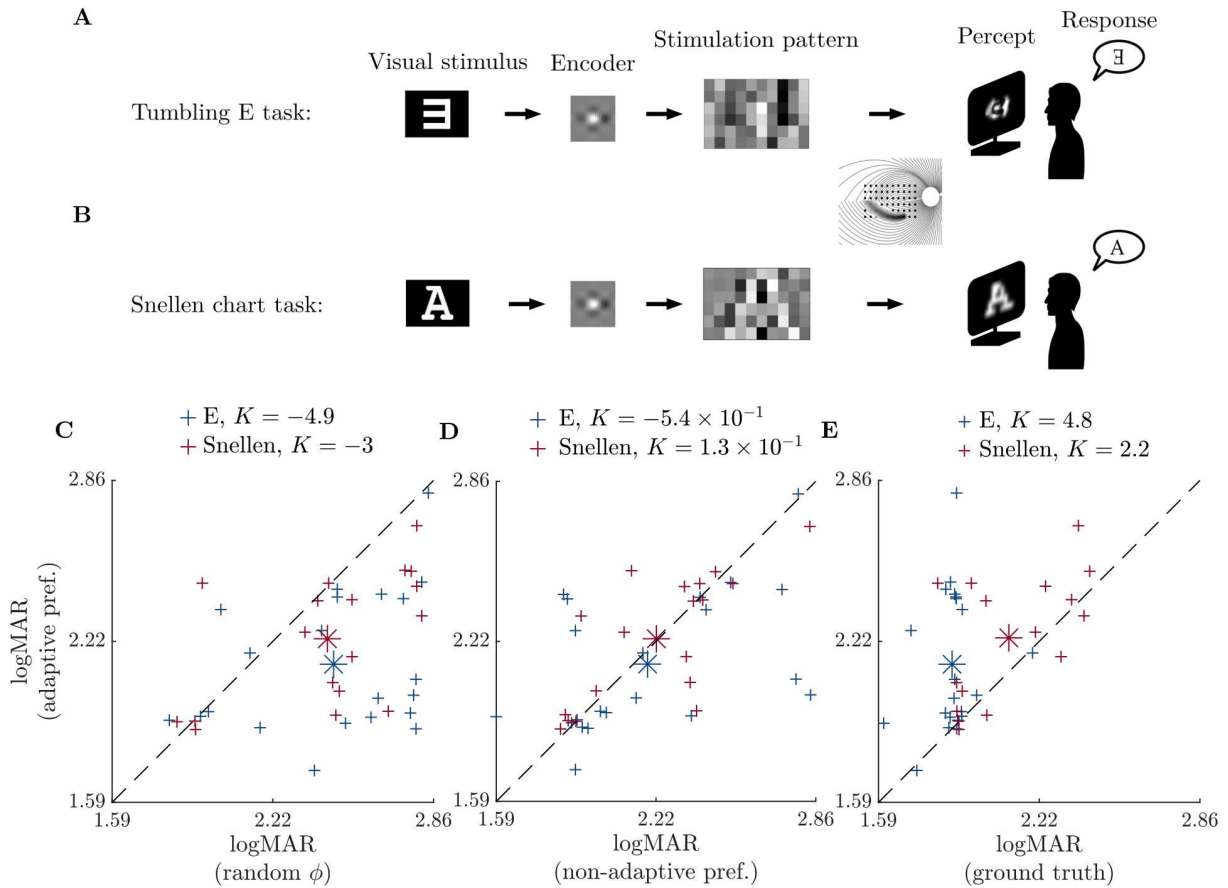 A
Response
Stimulation pattern
Percept
Visual stimulus
Encoder
Ǝ
Tumbling E task:
Ǝ
B
A
Snellen chart task:
A
A
C
E, K = −4.9
Snellen, K = −3
D
E, K = −5.4 × 10⁻¹
Snellen, K = 1.3 × 10⁻¹
E
E, K = 4.8
Snellen, K = 2.2
2.86
2.22
1.59
logMAR
(adaptive pref.)
1.59
2.22
2.86
logMAR
(random ϕ)
2.86
2.22
1.59
1.59
2.22
2.86
logMAR
(non-adaptive pref.)
2.86
2.22
1.59
1.59
2.22
2.86
logMAR
(ground truth)